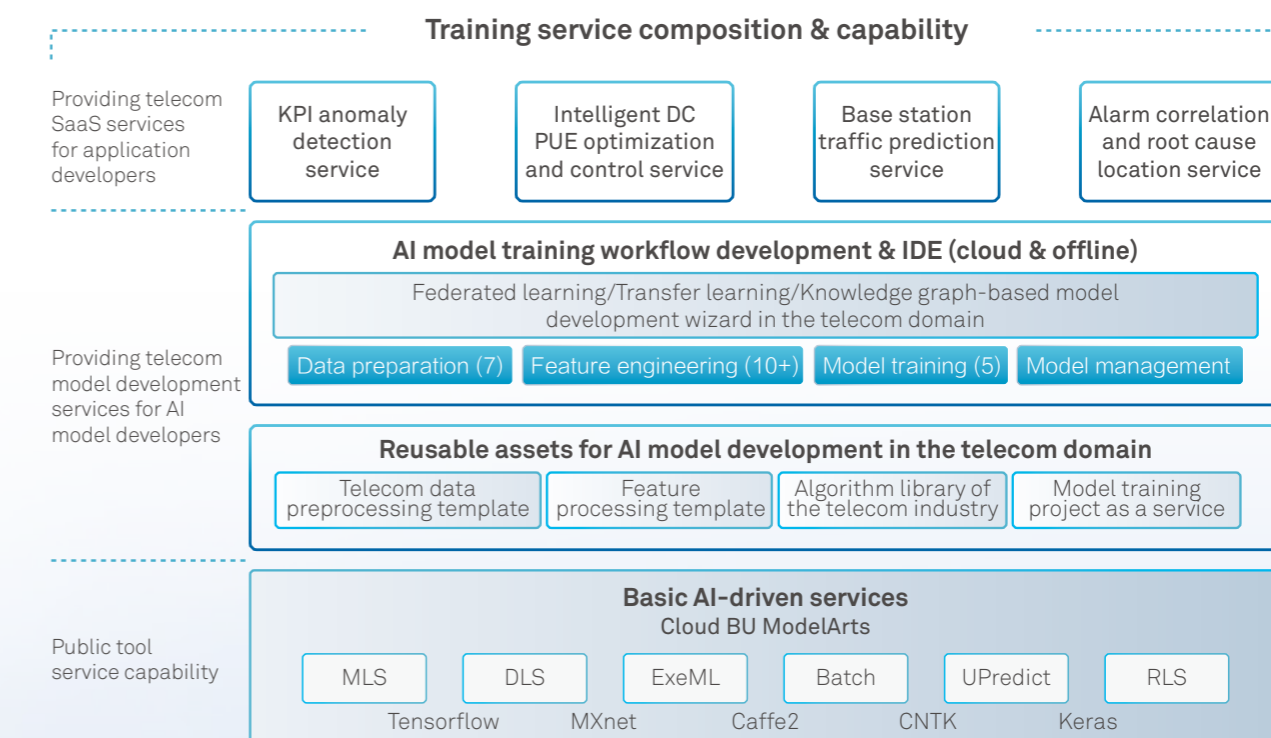 Training service composition & capability
Providing telecom
SaaS services
for application
developers
KPI anomaly
detection
service
Intelligent DC
PUE optimization
and control service
Base station
traffic prediction
service
Alarm correlation
and root cause
location service
AI model training workflow development & IDE (cloud & offline)
Federated learning/Transfer learning/Knowledge graph-based model
development wizard in the telecom domain
Data preparation (7)
Feature engineering (10+)
Model training (5)
Model management
Providing telecom
model development
services for AI
model developers
Reusable assets for AI model development in the telecom domain
Telecom data
preprocessing template
Feature
processing template
Algorithm library of
the telecom industry
Model training
project as a service
Public tool
service capability
Basic AI-driven services
Cloud BU ModelArts
MLS
DLS
ExeML
Batch
UPredict
RLS
Tensorflow
MXnet
Caffe2
CNTK
Keras